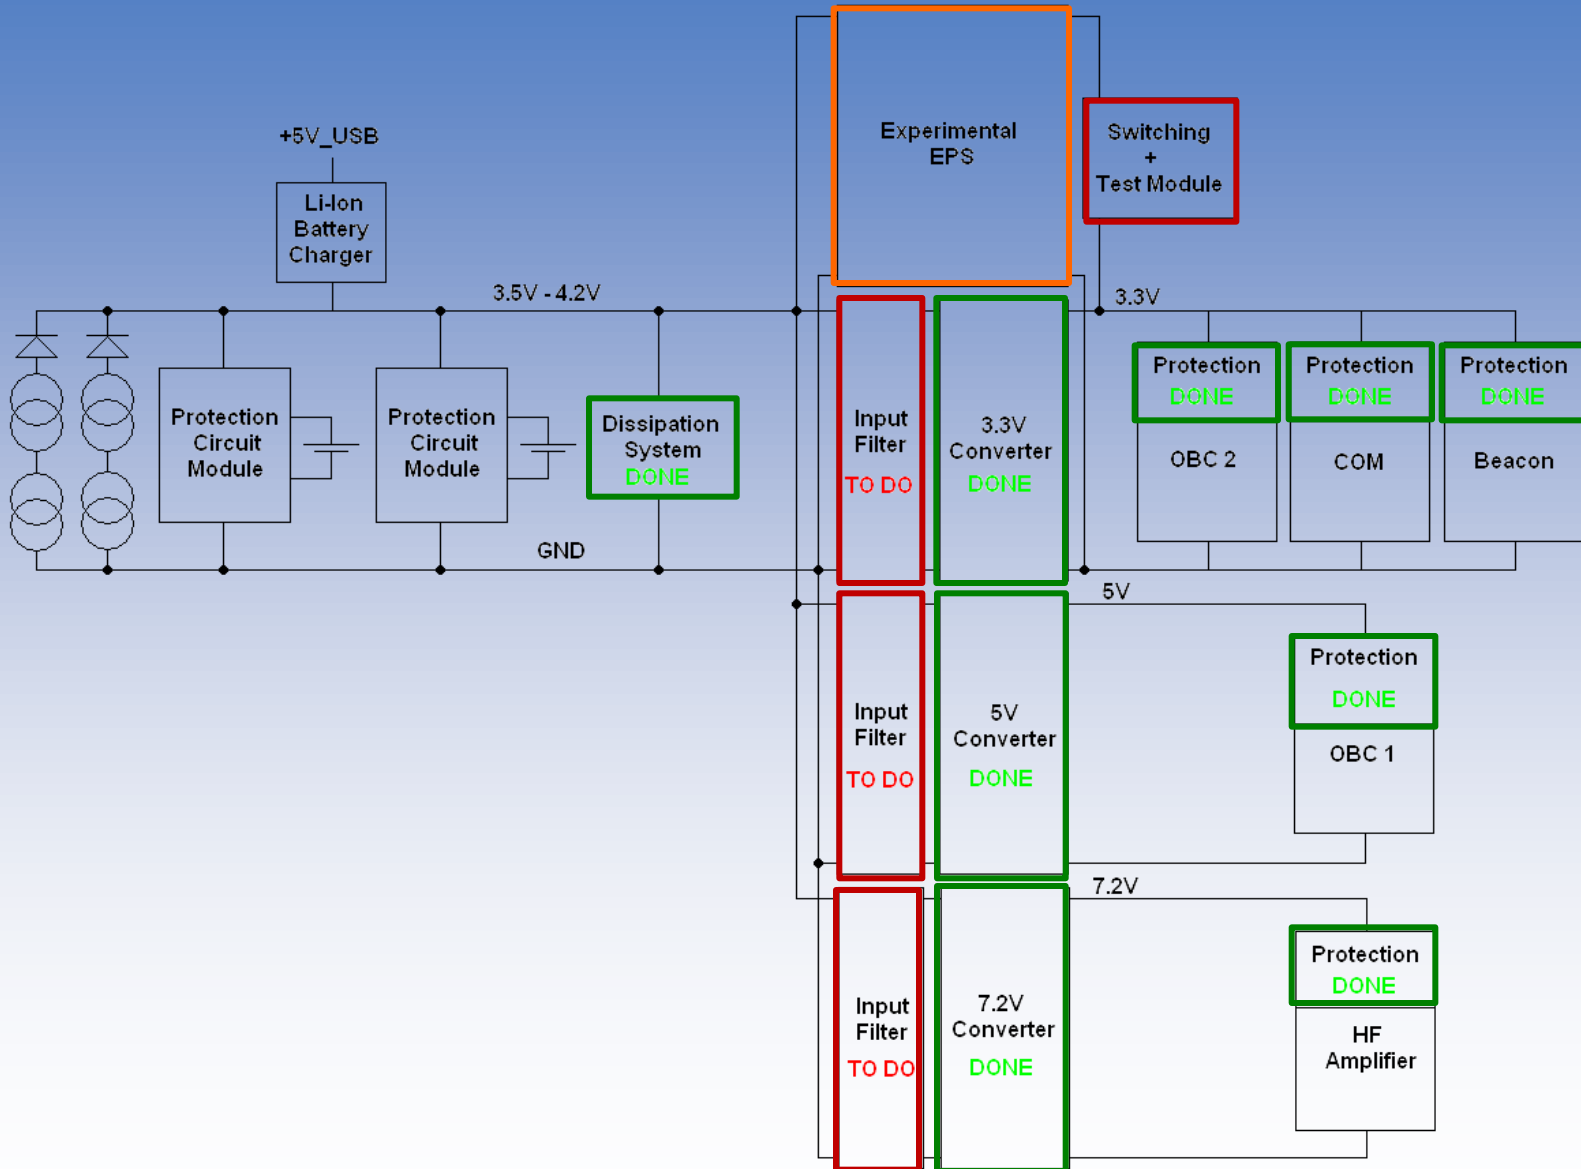 Experimental
EPS
Switching
+
Test Module
+5V_USB
Li-Ion
Battery
Charger
3.5V - 4.2V
3.3V
Protection
Circuit
Module
Protection
Circuit
Module
Dissipation
System
DONE
Input
Filter
TO DO
3.3V
Converter
DONE
Protection
DONE
OBC 2
Protection
DONE
COM
Protection
DONE
Beacon
GND
5V
Input
Filter
TO DO
5V
Converter
DONE
Protection
DONE
OBC 1
7.2V
Input
Filter
TO DO
7.2V
Converter
DONE
Protection
DONE
HF
Amplifier